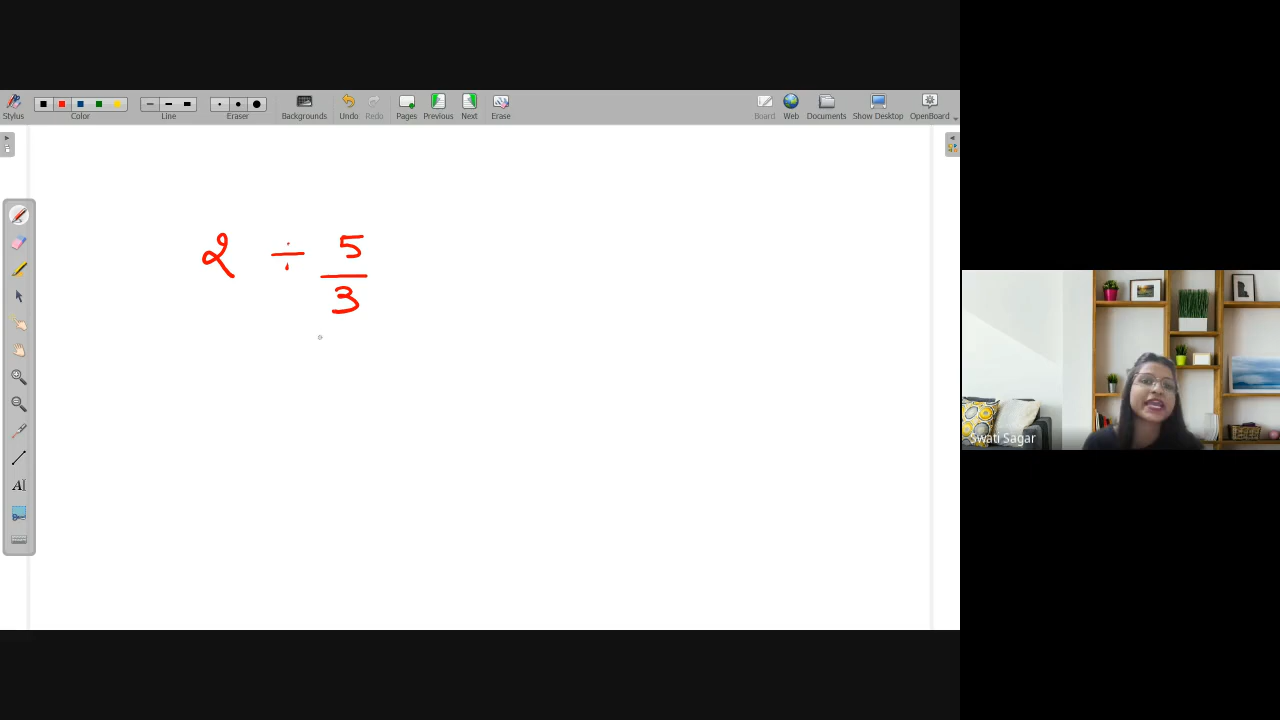 Stylus Color Line Eraser Backgrounds Undo Redo Pages Previous Next Erase Board Web Documents Show Desktop OpenBoard
2 ÷ 5/3
AI
Swati Sagar